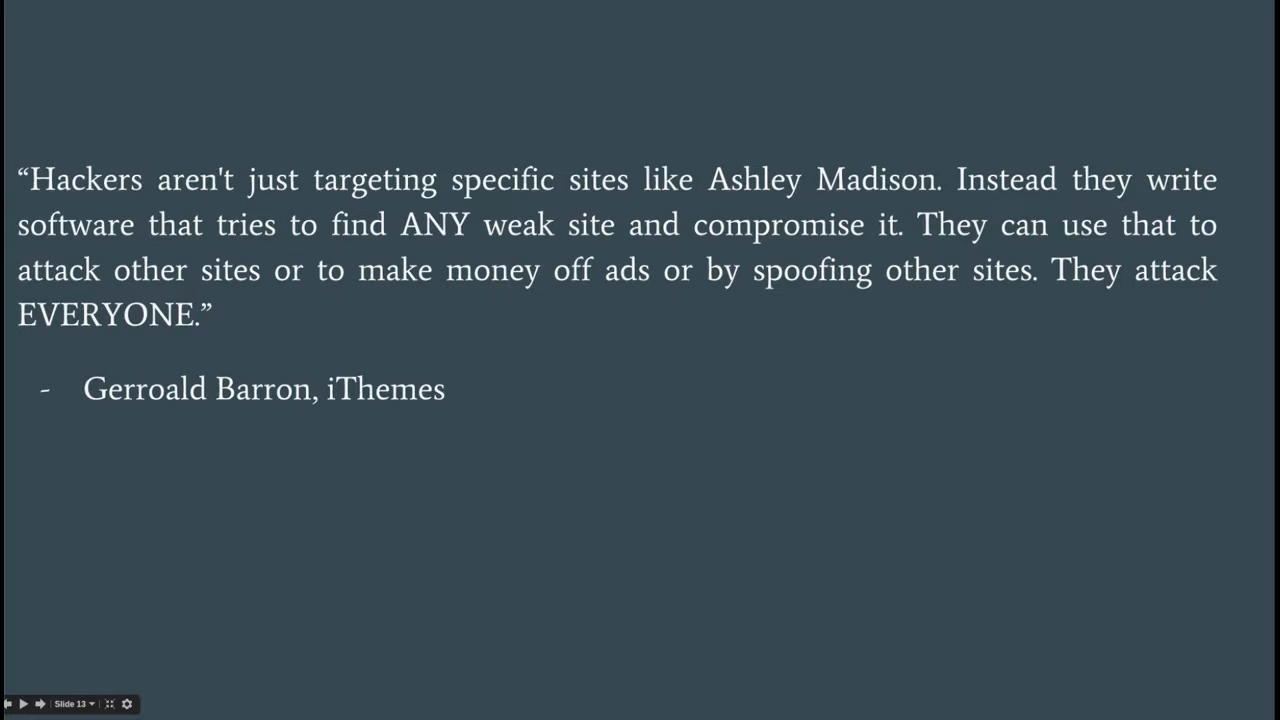 “Hackers aren't just targeting specific sites like Ashley Madison. Instead they write
software that tries to find ANY weak site and compromise it. They can use that to
attack other sites or to make money off ads or by spoofing other sites. They attack
EVERYONE.”
- Gerroald Barron, iThemes
Slide 13